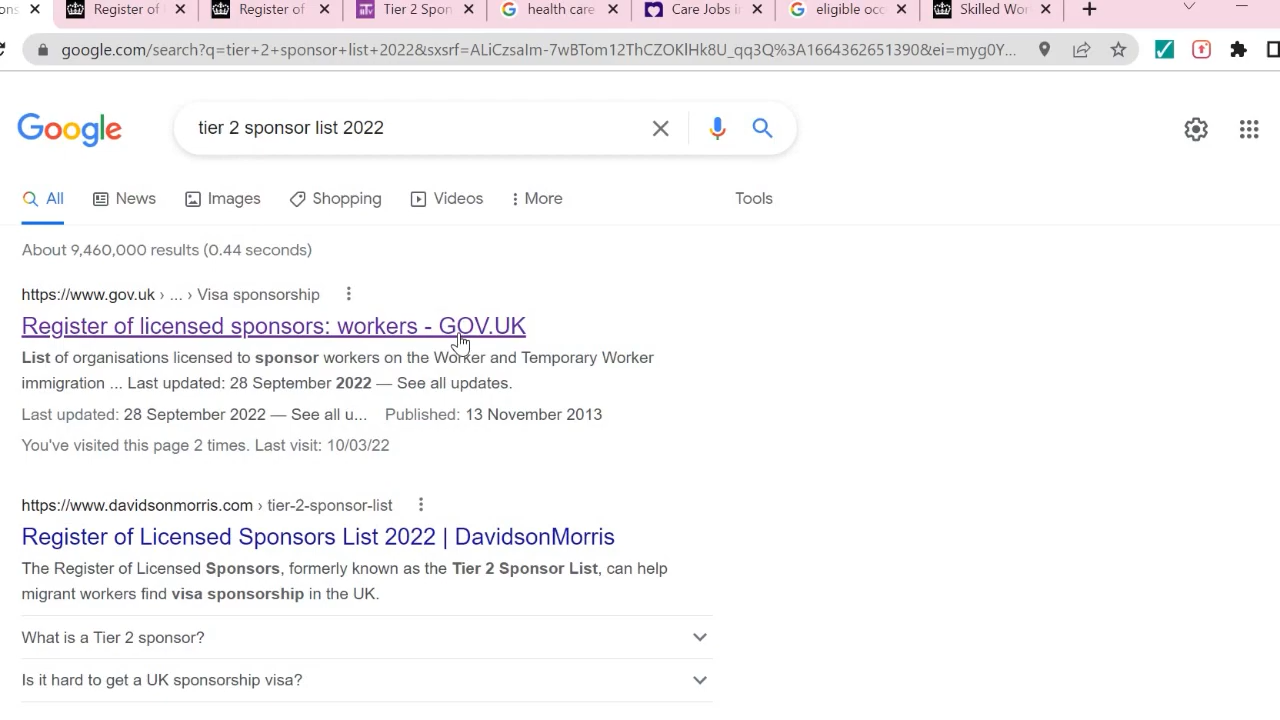 ons
Register of
Register of
Tier 2 Spon
health care
Care Jobs i
eligible occ
Skilled Wor
google.com/search?q=tier+2+sponsor+list+2022&sxsrf=ALiCzsaIm-7wBTom12ThCZOKlHk8U_qq3Q%3A1664362651390&ei=myg0Y...
Google
tier 2 sponsor list 2022
All
News
Images
Shopping
Videos
More
Tools
About 9,460,000 results (0.44 seconds)
https://www.gov.uk › ... › Visa sponsorship
Register of licensed sponsors: workers - GOV.UK
List of organisations licensed to sponsor workers on the Worker and Temporary Worker
immigration ... Last updated: 28 September 2022 — See all updates.
Last updated: 28 September 2022 — See all u... Published: 13 November 2013
You've visited this page 2 times. Last visit: 10/03/22
https://www.davidsonmorris.com › tier-2-sponsor-list
Register of Licensed Sponsors List 2022 | DavidsonMorris
The Register of Licensed Sponsors, formerly known as the Tier 2 Sponsor List, can help
migrant workers find visa sponsorship in the UK.
What is a Tier 2 sponsor?
Is it hard to get a UK sponsorship visa?